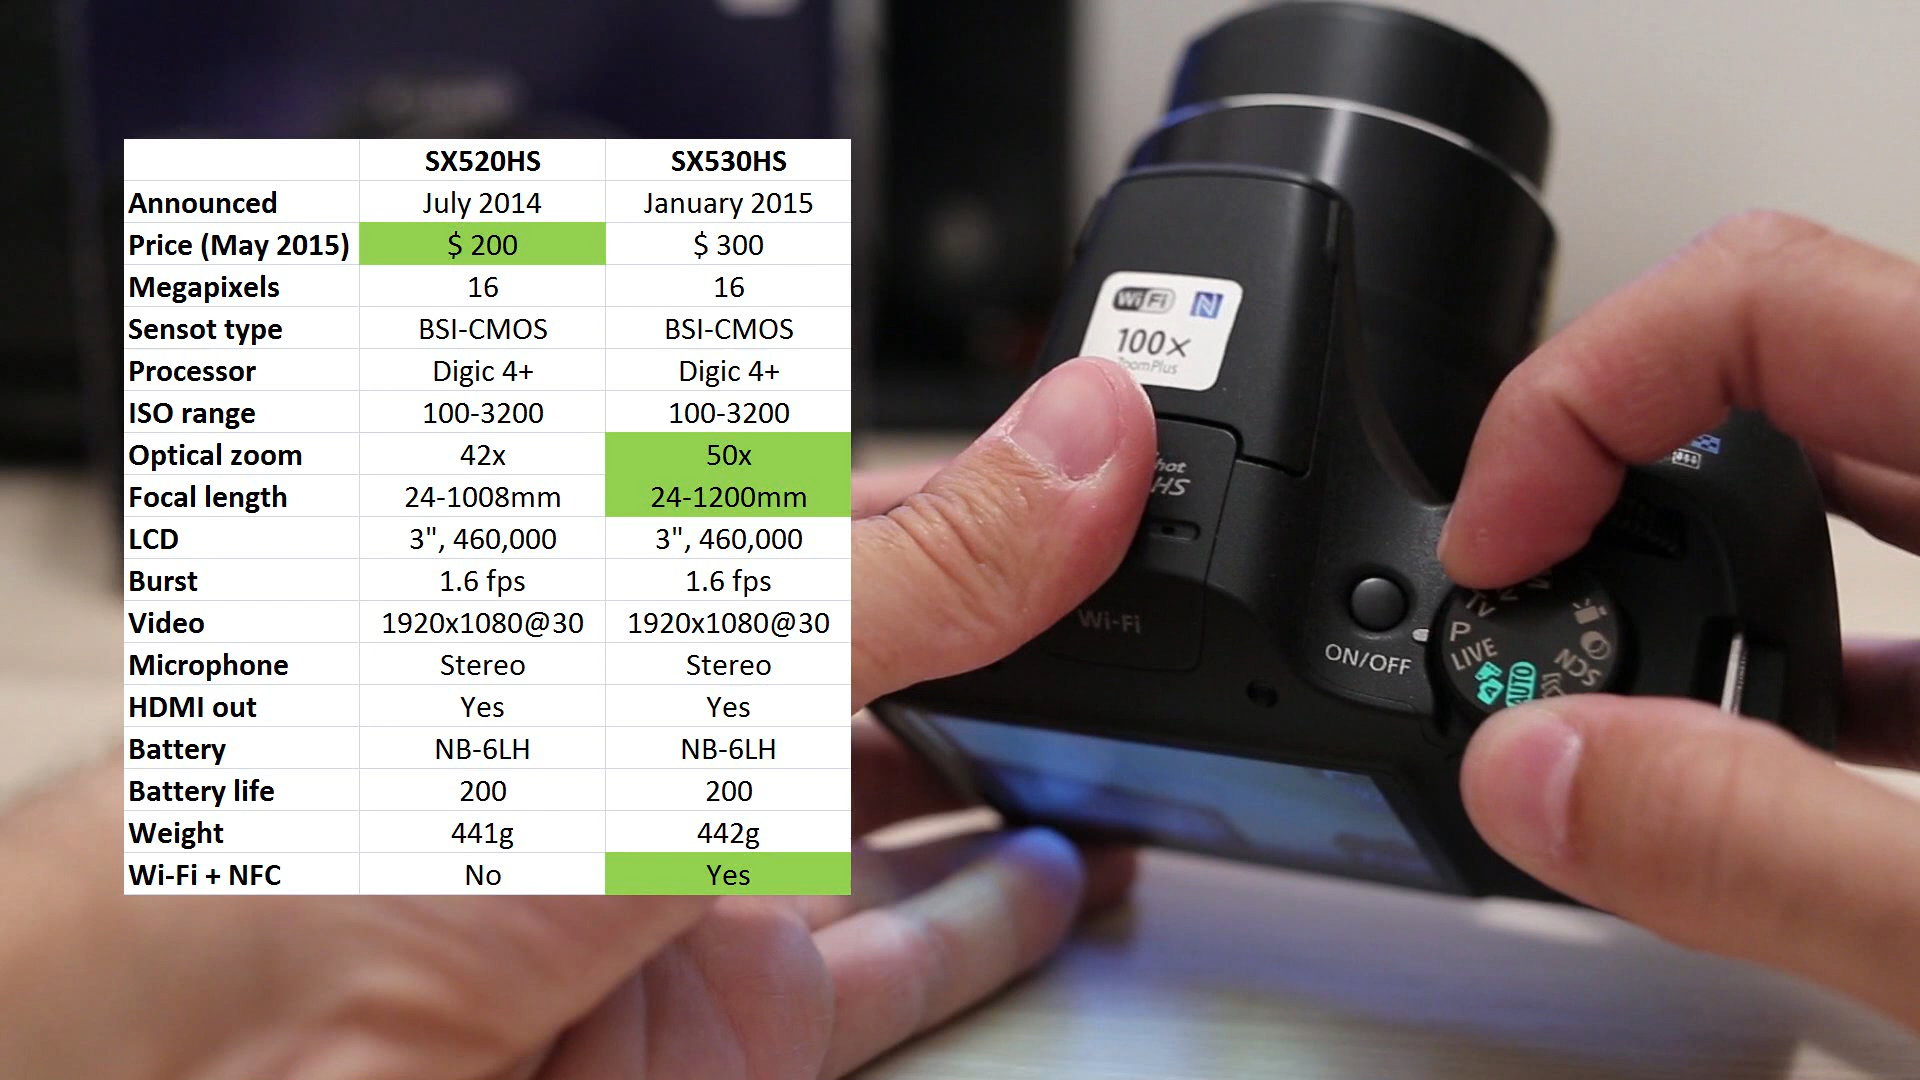 SX520HS SX530HS
Announced July 2014 January 2015
Price (May 2015) $ 200 $ 300
Megapixels 16 16
Sensot type BSI-CMOS BSI-CMOS
Processor Digic 4+ Digic 4+
ISO range 100-3200 100-3200
Optical zoom 42x 50x
Focal length 24-1008mm 24-1200mm
LCD 3", 460,000 3", 460,000
Burst 1.6 fps 1.6 fps
Video 1920x1080@30 1920x1080@30
Microphone Stereo Stereo
HDMI out Yes Yes
Battery NB-6LH NB-6LH
Battery life 200 200
Weight 441g 442g
Wi-Fi + NFC No Yes
WiFi N
100x
HS
Wi-Fi
ON/OFF
Tv
P
LIVE
AUTO
SCN